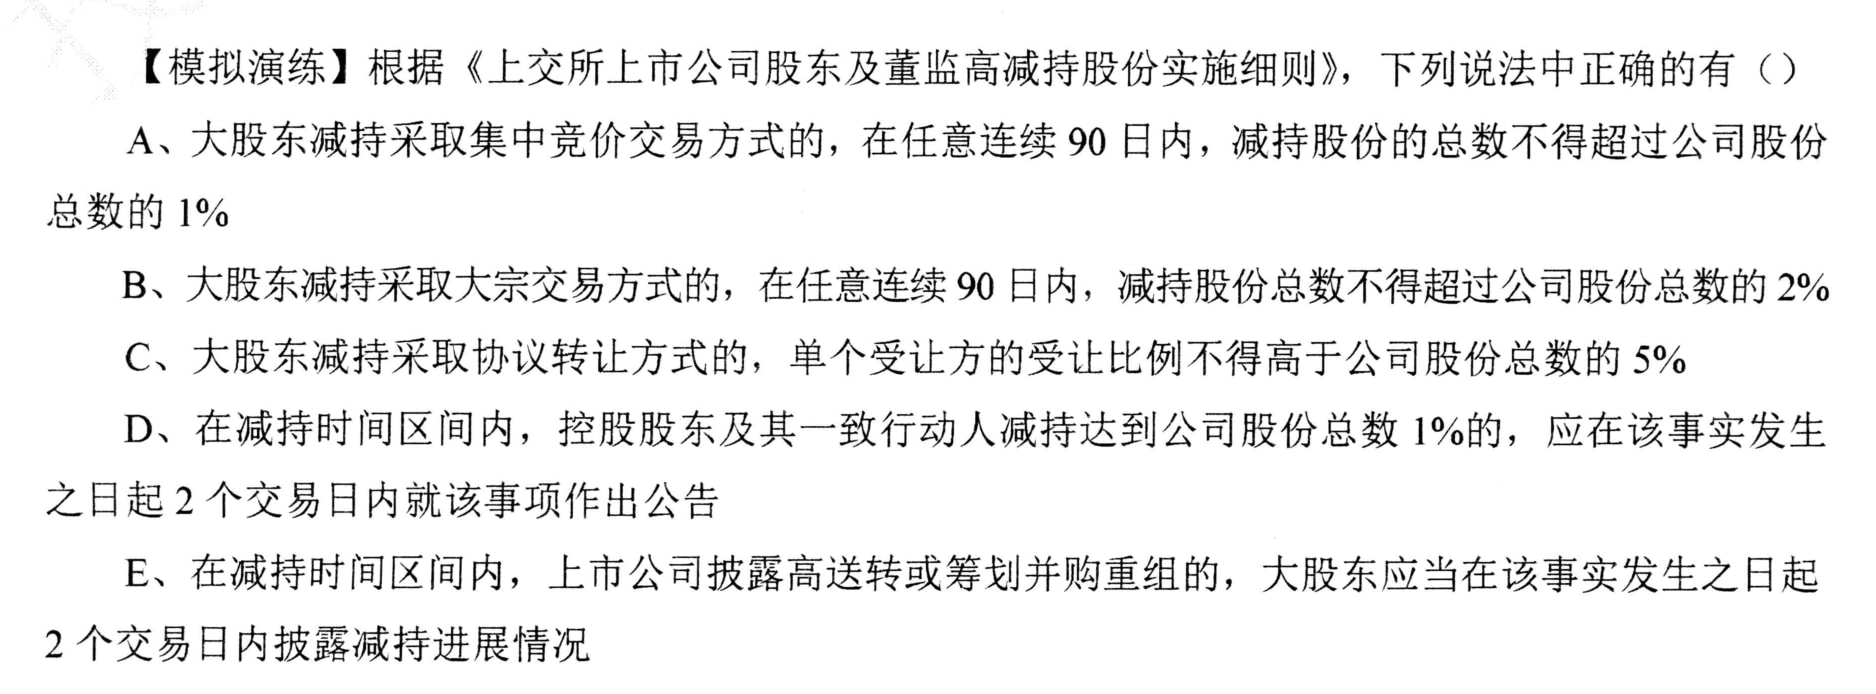 【模拟演练】根据《上交所上市公司股东及董监高减持股份实施细则》，下列说法中正确的有（）
A、大股东减持采取集中竞价交易方式的，在任意连续 90 日内，减持股份的总数不得超过公司股份
总数的 1%
B、大股东减持采取大宗交易方式的，在任意连续 90 日内，减持股份总数不得超过公司股份总数的 2%
C、大股东减持采取协议转让方式的，单个受让方的受让比例不得高于公司股份总数的 5%
D、在减持时间区间内，控股股东及其一致行动人减持达到公司股份总数 1%的，应在该事实发生
之日起 2 个交易日内就该事项作出公告
E、在减持时间区间内，上市公司披露高送转或筹划并购重组的，大股东应当在该事实发生之日起
2 个交易日内披露减持进展情况